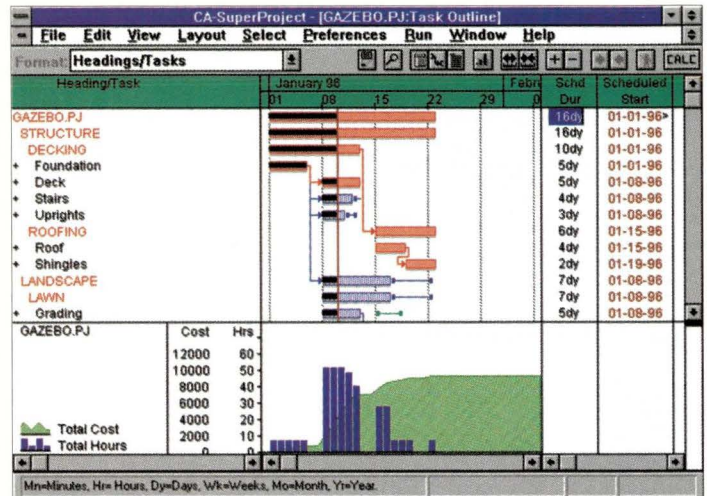 CA-SuperProject - [GAZEBO.PJ:Task Outline]
File Edit View Layout Select Preferences Run Window Help
Format: Headings/Tasks CALC
Heading/Task January 96 Febr Schd Scheduled
01 08 15 22 29 0 Dur Start
GAZEBO.PJ 16dy 01-01-96>
STRUCTURE 16dy 01-01-96
DECKING 10dy 01-01-96
+ Foundation 5dy 01-01-96
+ Deck 5dy 01-08-96
+ Stairs 4dy 01-08-96
+ Uprights 3dy 01-08-96
ROOFING 6dy 01-15-96
+ Roof 4dy 01-15-96
+ Shingles 2dy 01-19-96
LANDSCAPE 7dy 01-08-96
LAWN 7dy 01-08-96
+ Grading 5dy 01-08-96
GAZEBO.PJ Cost Hrs
12000 60
10000 50
8000 40
6000 30
4000 20
2000 10
0 0
Total Cost
Total Hours
Mn=Minutes, Hr= Hours, Dy=Days, Wk=Weeks, Mo=Month, Yr=Year.